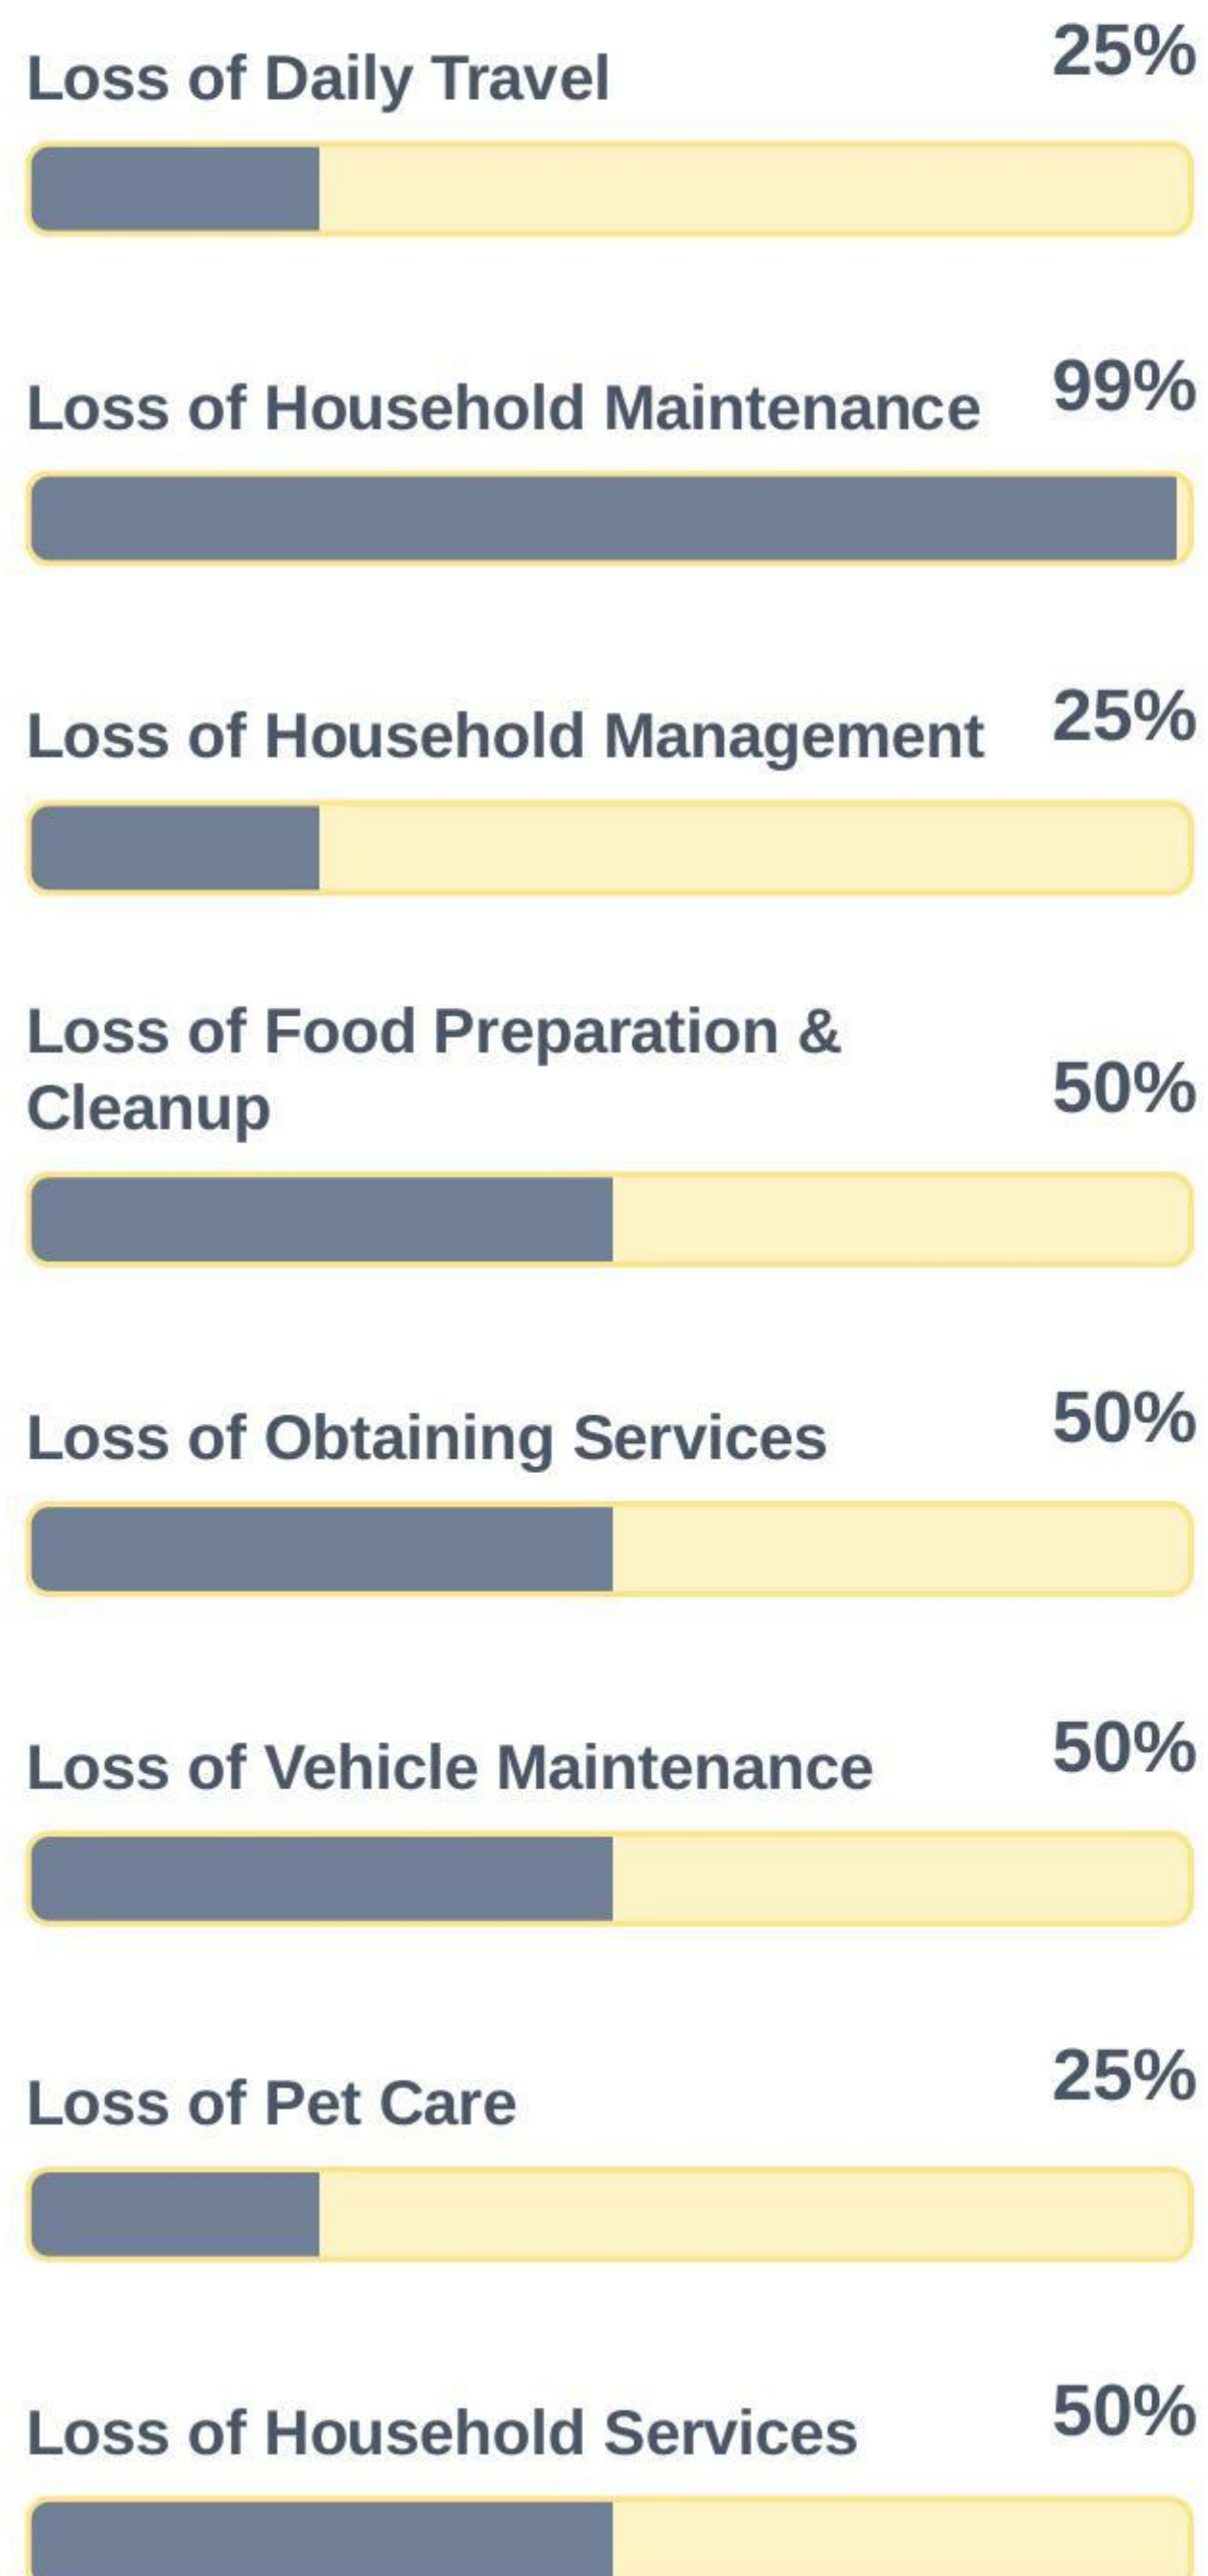 Loss of Daily Travel 25%
Loss of Household Maintenance 99%
Loss of Household Management 25%
Loss of Food Preparation &
Cleanup 50%
Loss of Obtaining Services 50%
Loss of Vehicle Maintenance 50%
Loss of Pet Care 25%
Loss of Household Services 50%